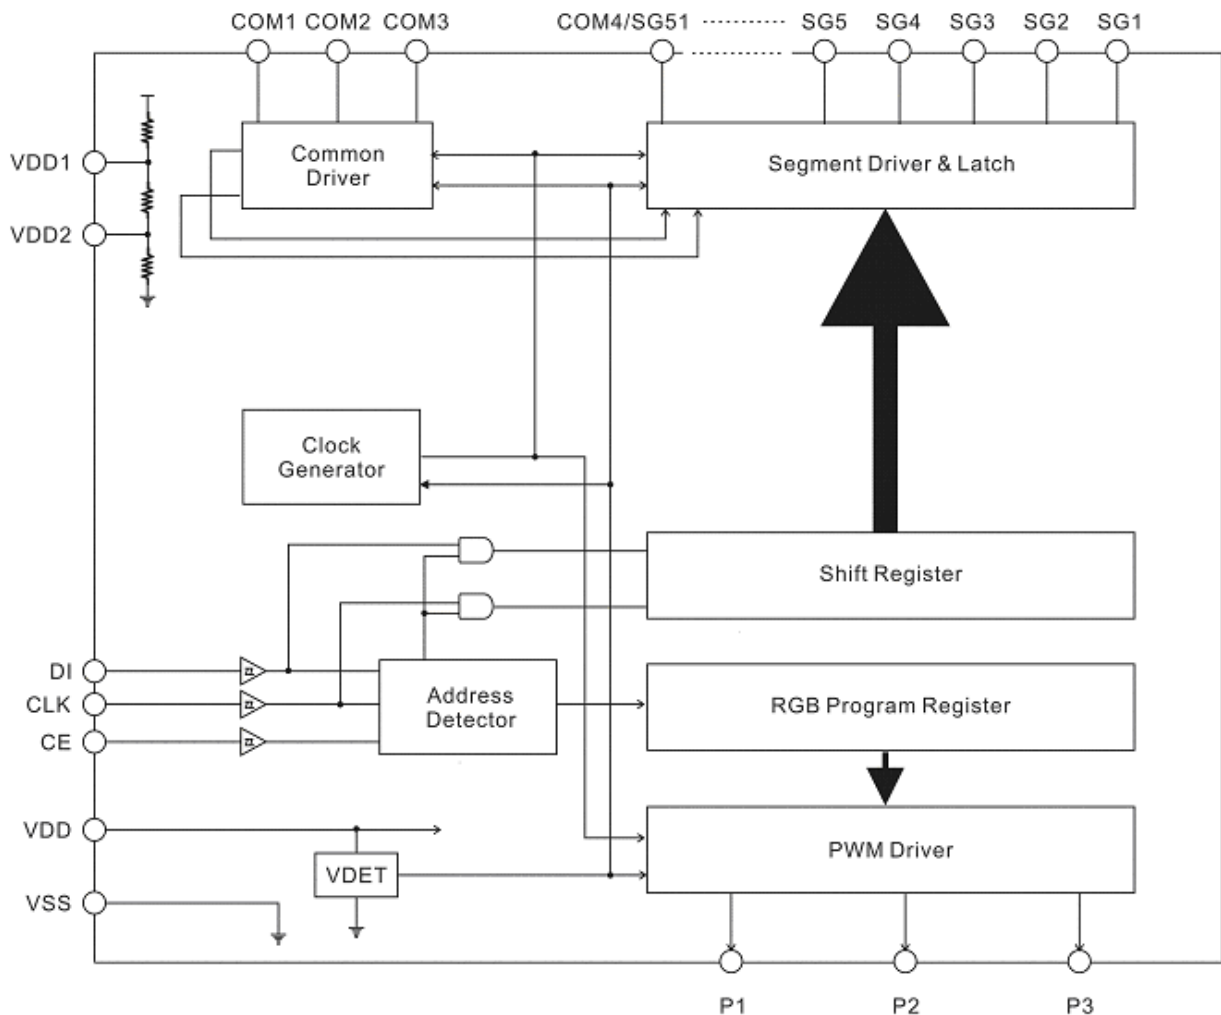 COM1 COM2 COM3 COM4/SG51 SG5 SG4 SG3 SG2 SG1
VDD1
Common
Driver
Segment Driver & Latch
VDD2
Clock
Generator
Shift Register
DI
CLK
CE
Address
Detector
RGB Program Register
VDD
VDET
PWM Driver
VSS
P1 P2 P3